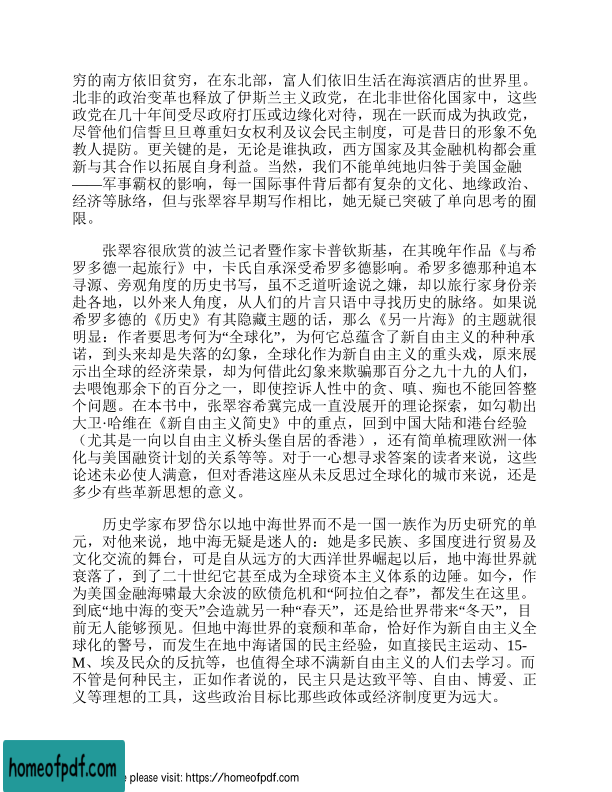 穷的南方依旧贫穷，在东北部，富人们依旧生活在海滨酒店的世界里。
北非的政治变革也释放了伊斯兰主义政党，在北非世俗化国家中，这些
政党在几十年间受尽政府打压或边缘化对待，现在一跃而成为执政党，
尽管他们信誓旦旦尊重妇女权利及议会民主制度，可是昔日的形象不免
教人提防。更关键的是，无论是谁执政，西方国家及其金融机构都会重
新与其合作以拓展自身利益。当然，我们不能单纯地归咎于美国金融
——军事霸权的影响，每一国际事件背后都有复杂的文化、地缘政治、
经济等脉络，但与张翠容早期写作相比，她无疑已突破了单向思考的囿
限。
张翠容很欣赏的波兰记者暨作家卡普钦斯基，在其晚年作品《与希
罗多德一起旅行》中，卡氏自承深受希罗多德影响。希罗多德那种追本
寻源、旁观角度的历史书写，虽不乏道听途说之嫌，却以旅行家身份亲
赴各地，以外来人角度，从人们的片言只语中寻找历史的脉络。如果说
希罗多德的《历史》有其隐藏主题的话，那么《另一片海》的主题就很
明显：作者要思考何为“全球化”，为何它总蕴含了新自由主义的种种承
诺，到头来却是失落的幻象，全球化作为新自由主义的重头戏，原来展
示出全球的经济荣景，却为何借此幻象来欺骗那百分之九十九的人们，
去喂饱那余下的百分之一，即使控诉人性中的贪、嗔、痴也不能回答整
个问题。在本书中，张翠容希冀完成一直没展开的理论探索，如勾勒出
大卫·哈维在《新自由主义简史》中的重点，回到中国大陆和港台经验
（尤其是一向以自由主义桥头堡自居的香港），还有简单梳理欧洲一体
化与美国融资计划的关系等等。对于一心想寻求答案的读者来说，这些
论述未必使人满意，但对香港这座从未反思过全球化的城市来说，还是
多少有些革新思想的意义。
历史学家布罗岱尔以地中海世界而不是一国一族作为历史研究的单
元，对他来说，地中海无疑是迷人的：她是多民族、多国度进行贸易及
文化交流的舞台，可是自从远方的大西洋世界崛起以后，地中海世界就
衰落了，到了二十世纪它甚至成为全球资本主义体系的边陲。如今，作
为美国金融海啸最大余波的欧债危机和“阿拉伯之春”，都发生在这里。
到底“地中海的变天”会造就另一种“春天”，还是给世界带来“冬天”，目
前无人能够预见。但地中海世界的衰颓和革命，恰好作为新自由主义全
球化的警号，而发生在地中海诸国的民主经验，如直接民主运动、15-
M、埃及民众的反抗等，也值得全球不满新自由主义的人们去学习。而
不管是何种民主，正如作者说的，民主只是达致平等、自由、博爱、正
义等理想的工具，这些政治目标比那些政体或经济制度更为远大。
homeofpdf.com
please visit: https://homeofpdf.com